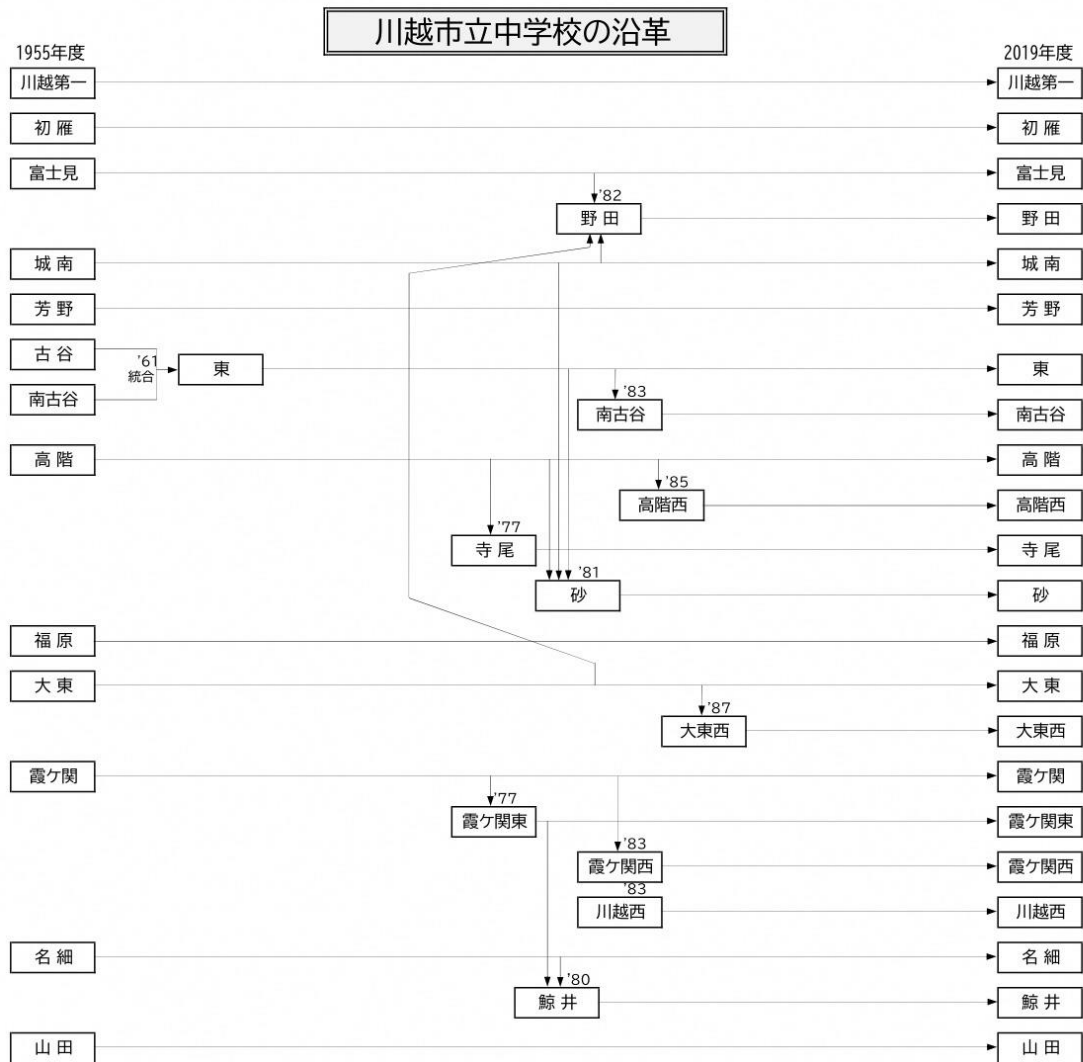 川越市立中学校の沿革
1955年度 2019年度
川越第一 川越第一
初雁 初雁
富士見 富士見
'82
野田 野田
城南 城南
芳野 芳野
古谷
'61
統合
東 東
'83
南古谷 南古谷 南古谷
高階 高階
'85
高階西 高階西
'77
寺尾 寺尾
'81
砂 砂
福原 福原
大東 大東
'87
大東西 大東西
霞ケ関 霞ケ関
'77
霞ケ関東 霞ケ関東
'83
霞ケ関西 霞ケ関西
'83
川越西 川越西
名細 名細
'80
鯨井 鯨井
山田 山田